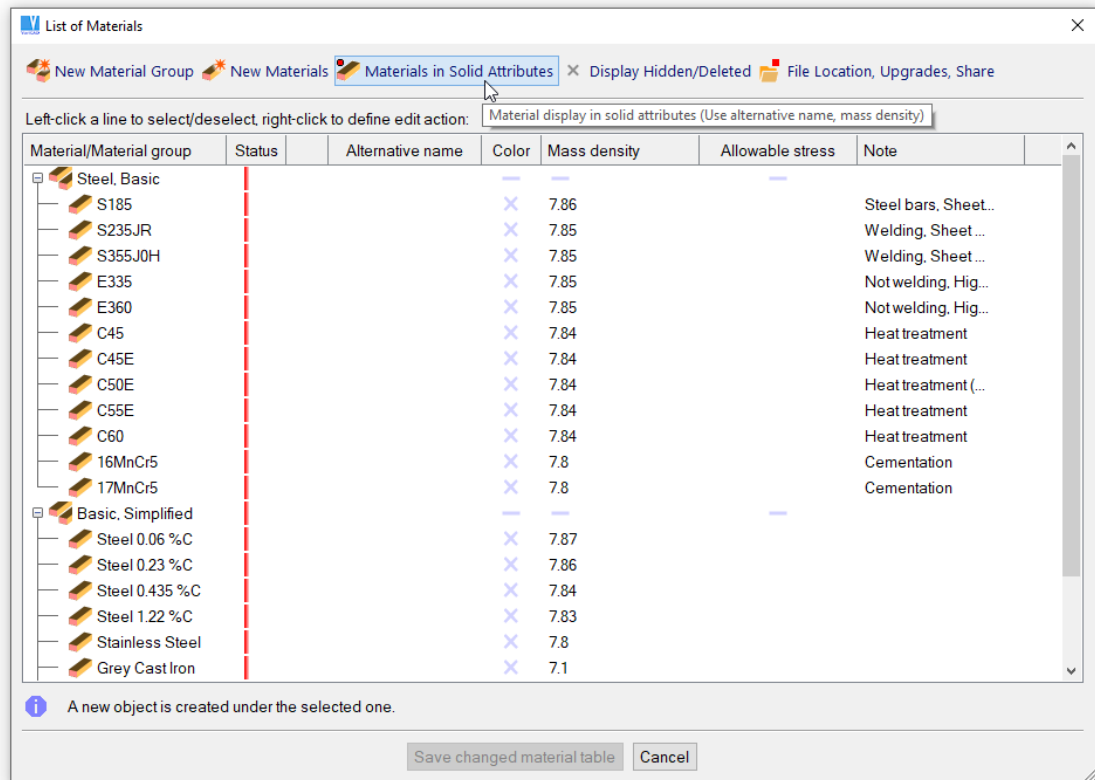 List of Materials
New Material Group New Materials Materials in Solid Attributes Display Hidden/Deleted File Location, Upgrades, Share
Left-click a line to select/deselect, right-click to define edit action:
Material display in solid attributes (Use alternative name, mass density)
Material/Material group Status Alternative name Color Mass density Allowable stress Note
Steel, Basic
S185 7.86 Steel bars, Sheet...
S235JR 7.85 Welding, Sheet ...
S355J0H 7.85 Welding, Sheet ...
E335 7.85 Not welding, Hig...
E360 7.85 Not welding, Hig...
C45 7.84 Heat treatment
C45E 7.84 Heat treatment
C50E 7.84 Heat treatment (...
C55E 7.84 Heat treatment
C60 7.84 Heat treatment
16MnCr5 7.8 Cementation
17MnCr5 7.8 Cementation
Basic, Simplified
Steel 0.06 %C 7.87
Steel 0.23 %C 7.86
Steel 0.435 %C 7.84
Steel 1.22 %C 7.83
Stainless Steel 7.8
Grey Cast Iron 7.1
A new object is created under the selected one.
Save changed material table Cancel